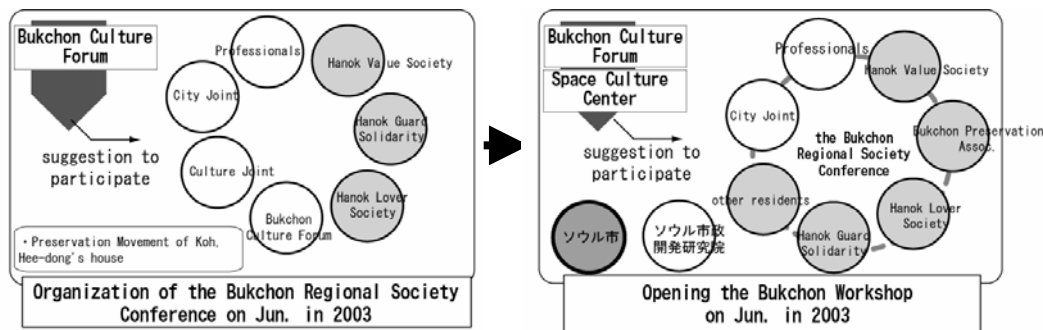 Bukchon Culture
Forum
suggestion to
participate
Professionals
Hanok Value Society
City Joint
Hanok Guard
Solidarity
Culture Joint
Hanok Lover
Society
Bukchon
Culture Forum
・Preservation Movement of Koh,
Hee-dong's house
Organization of the Bukchon Regional Society
Conference on Jun. in 2003
Bukchon Culture
Forum
Space Culture
Center
suggestion to
participate
Professionals
Hanok Value Society
City Joint
Bukchon Preservation
Assoc.
the Bukchon
Regional Society
Conference
other residents
Hanok Lover
Society
Hanok Guard
Solidarity
ソウル市
ソウル市政
開発研究院
Opening the Bukchon Workshop
on Jun. in 2003